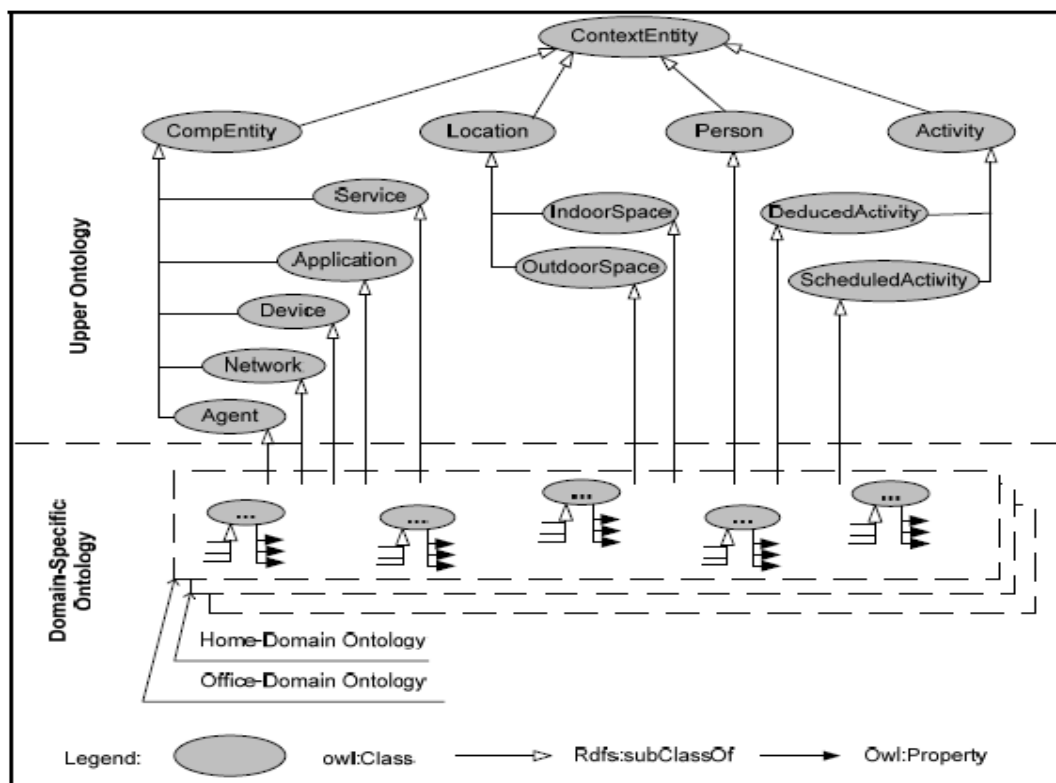 ContextEntity
CompEntity
Location
Person
Activity
Service
IndoorSpace
DeducedActivity
Application
OutdoorSpace
ScheduledActivity
Device
Network
Agent
Upper Ontology
...
...
...
...
...
Domain-Specific
Ontology
Home-Domain Ontology
Office-Domain Ontology
Legend:
owl:Class
Rdfs:subClassOf
Owl:Property